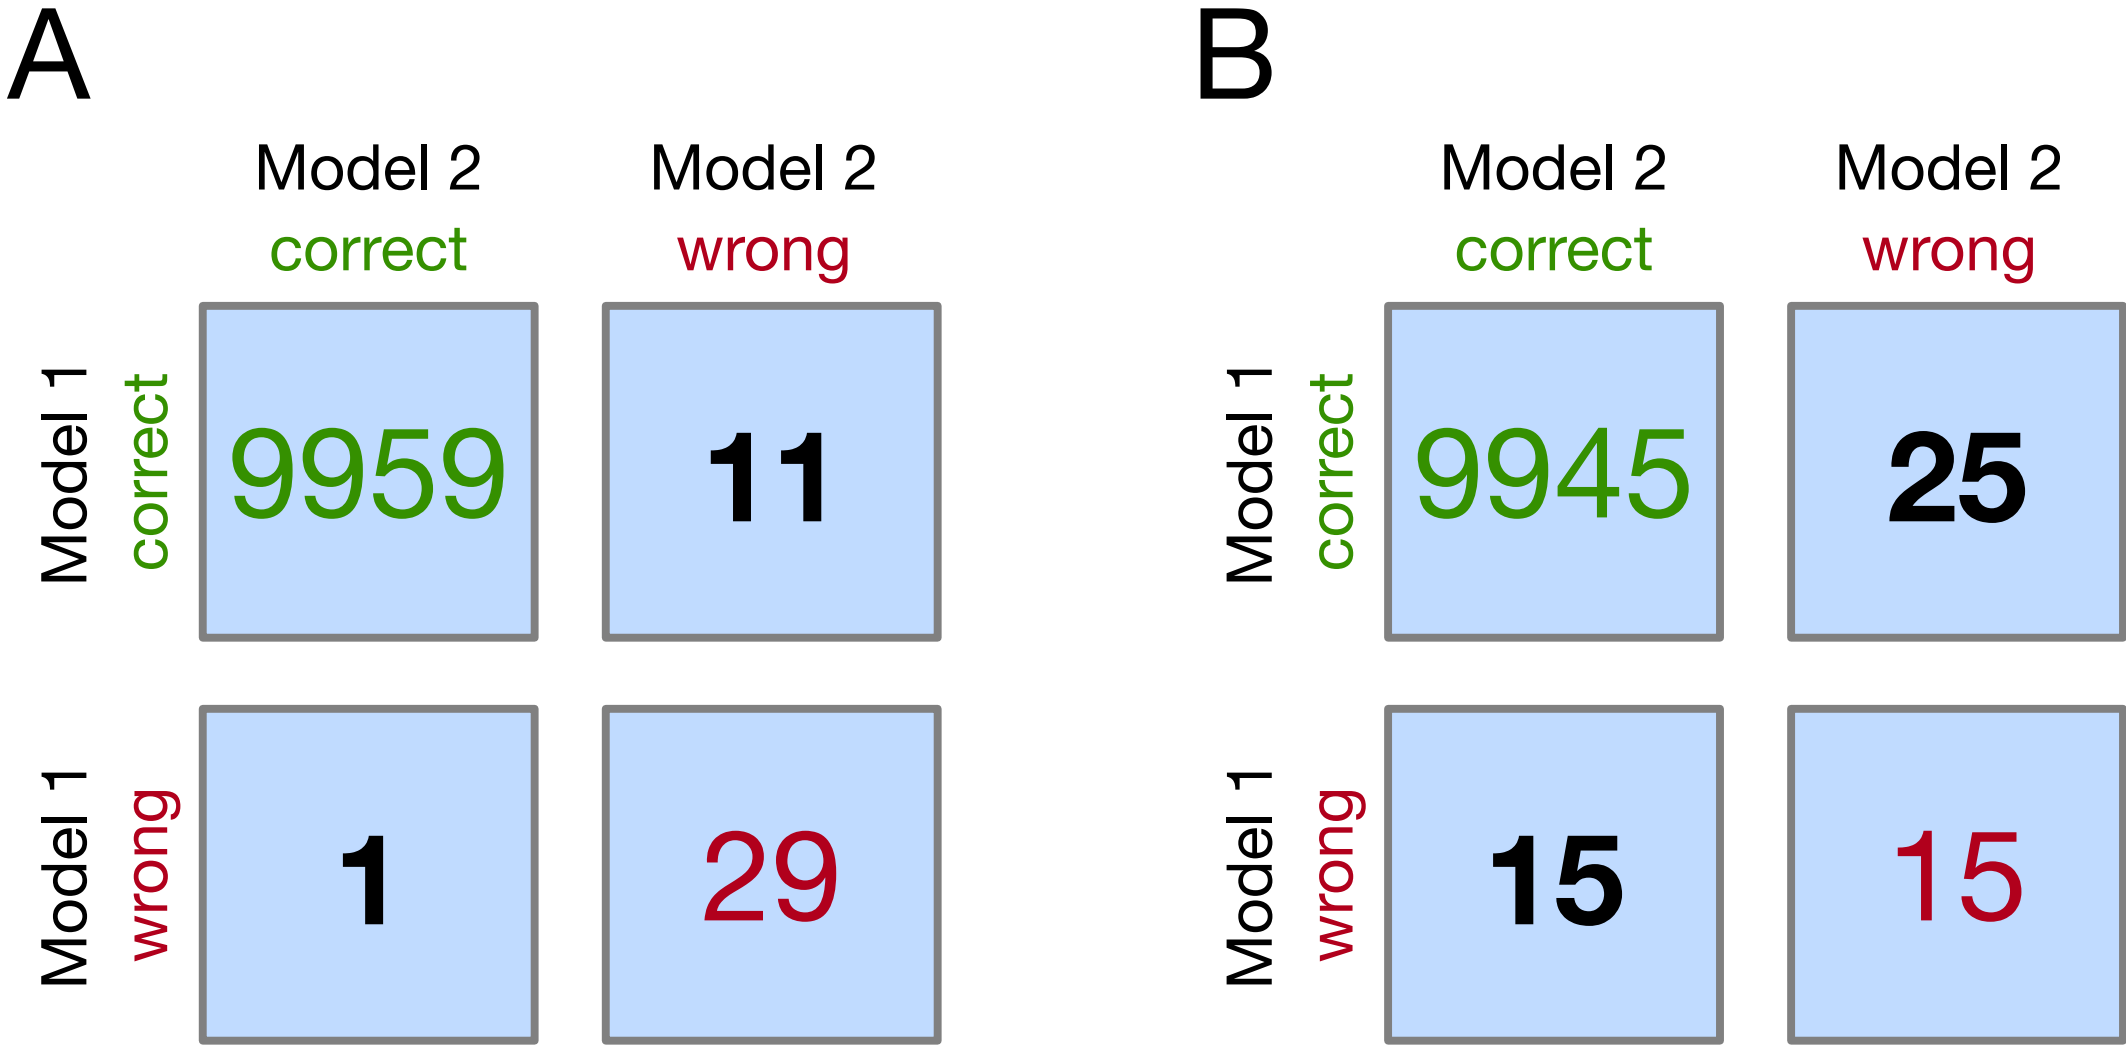 A
Model 2 Model 2
correct wrong
Model 1 correct 9959 11
Model 1 wrong 1 29
B
Model 2 Model 2
correct wrong
Model 1 correct 9945 25
Model 1 wrong 15 15